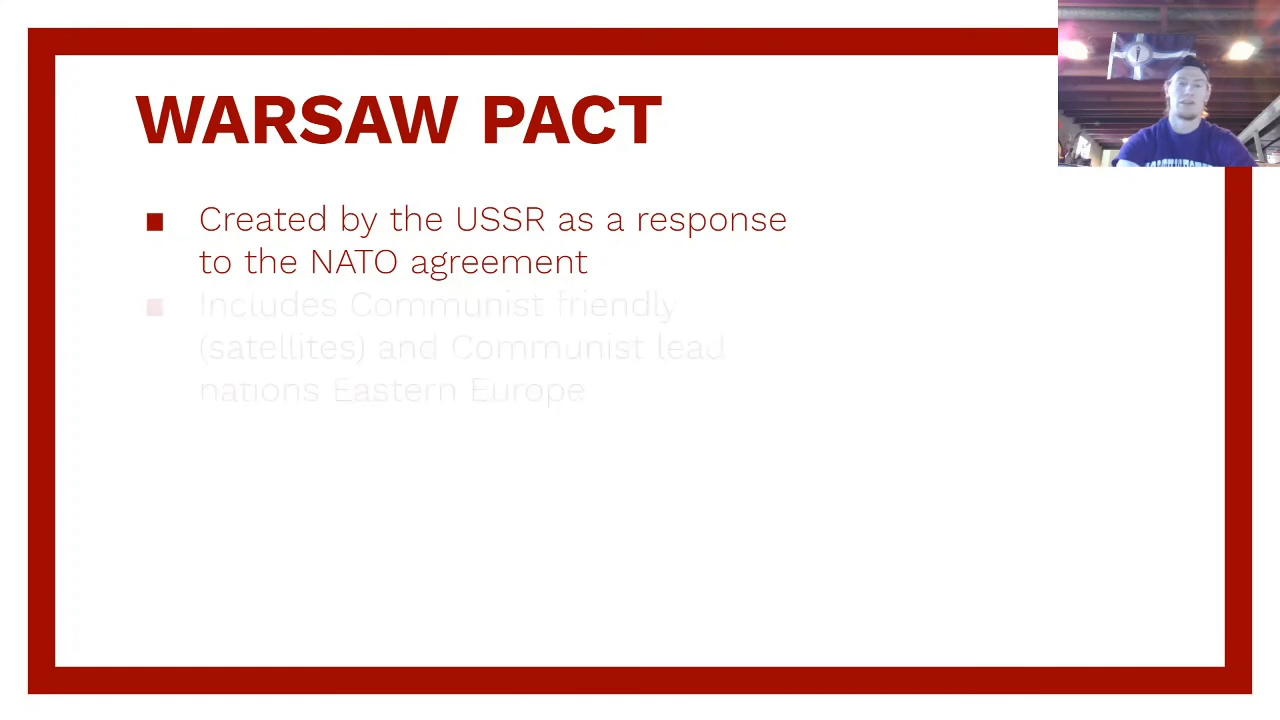 WARSAW PACT
■ Created by the USSR as a response
to the NATO agreement
■ Includes Communist friendly
(satellites) and Communist lead
nations Eastern Europe